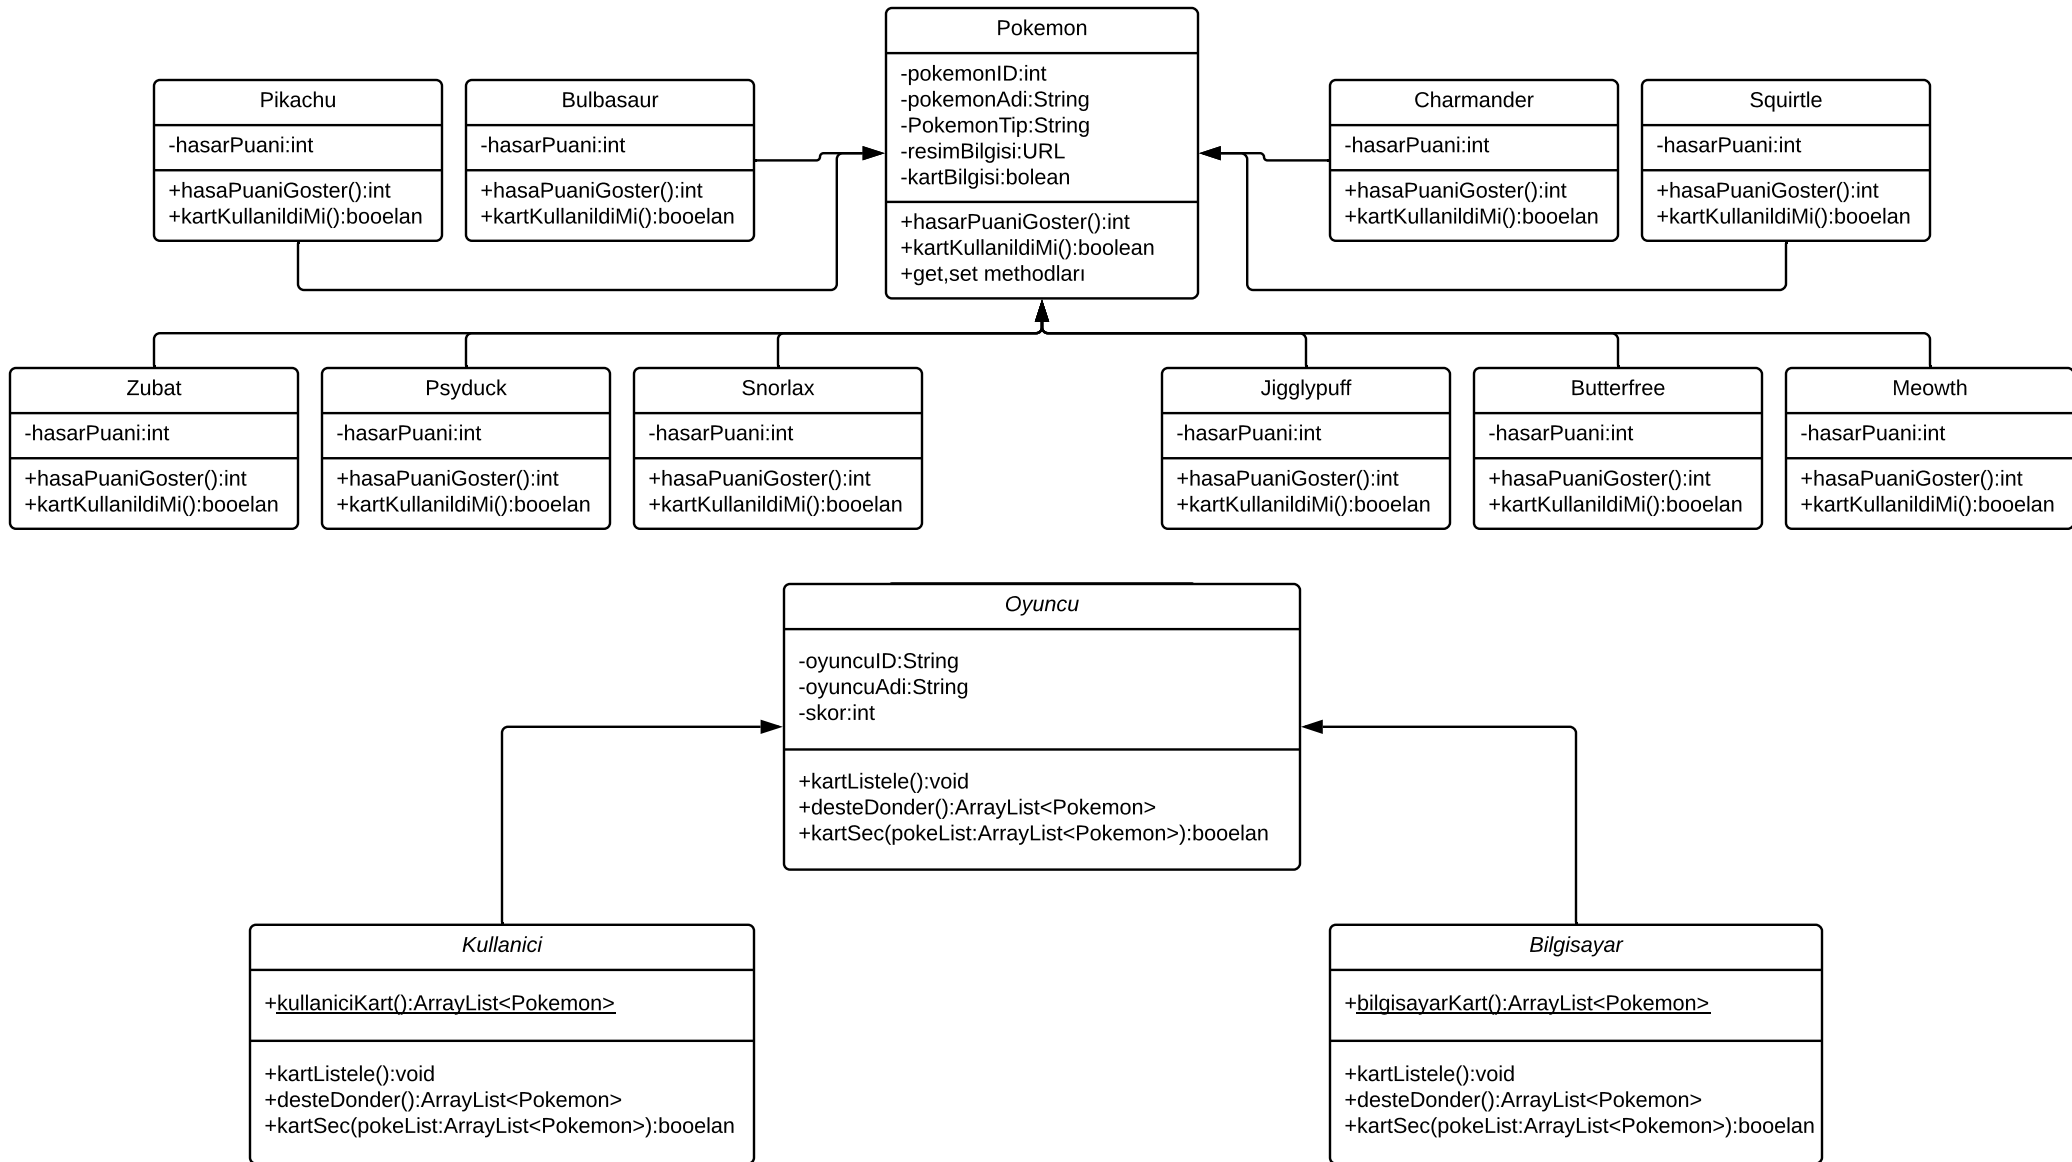 Pokemon
-pokemonID:int
-pokemonAdi:String
-PokemonTip:String
-resimBilgisi:URL
-kartBilgisi:bolean
+hasarPuaniGoster():int
+kartKullanildiMi():boolean
+get,set methodları
Pikachu
-hasarPuani:int
+hasaPuaniGoster():int
+kartKullanildiMi():booelan
Bulbasaur
-hasarPuani:int
+hasaPuaniGoster():int
+kartKullanildiMi():booelan
Charmander
-hasarPuani:int
+hasaPuaniGoster():int
+kartKullanildiMi():booelan
Squirtle
-hasarPuani:int
+hasaPuaniGoster():int
+kartKullanildiMi():booelan
Zubat
-hasarPuani:int
+hasaPuaniGoster():int
+kartKullanildiMi():booelan
Psyduck
-hasarPuani:int
+hasaPuaniGoster():int
+kartKullanildiMi():booelan
Snorlax
-hasarPuani:int
+hasaPuaniGoster():int
+kartKullanildiMi():booelan
Jigglypuff
-hasarPuani:int
+hasaPuaniGoster():int
+kartKullanildiMi():booelan
Butterfree
-hasarPuani:int
+hasaPuaniGoster():int
+kartKullanildiMi():booelan
Meowth
-hasarPuani:int
+hasaPuaniGoster():int
+kartKullanildiMi():booelan
Oyuncu
-oyuncuID:String
-oyuncuAdi:String
-skor:int
+kartListele():void
+desteDonder():ArrayList<Pokemon>
+kartSec(pokeList:ArrayList<Pokemon>):booelan
Kullanici
+kullaniciKart():ArrayList<Pokemon>
+kartListele():void
+desteDonder():ArrayList<Pokemon>
+kartSec(pokeList:ArrayList<Pokemon>):booelan
Bilgisayar
+bilgisayarKart():ArrayList<Pokemon>
+kartListele():void
+desteDonder():ArrayList<Pokemon>
+kartSec(pokeList:ArrayList<Pokemon>):booelan